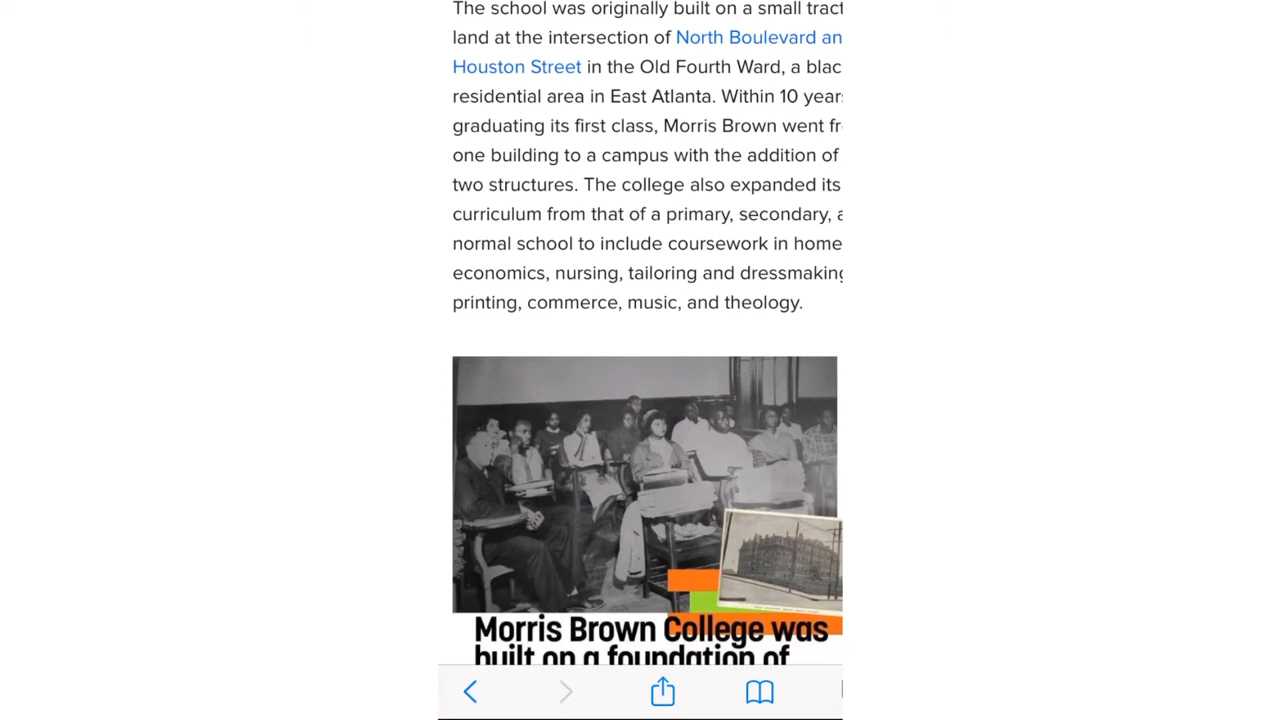 The school was originally built on a small tract
land at the intersection of North Boulevard an
Houston Street in the Old Fourth Ward, a blac
residential area in East Atlanta. Within 10 year
graduating its first class, Morris Brown went fr
one building to a campus with the addition of
two structures. The college also expanded its
curriculum from that of a primary, secondary, a
normal school to include coursework in home
economics, nursing, tailoring and dressmaking
printing, commerce, music, and theology.
Morris Brown College was
built on a foundation of